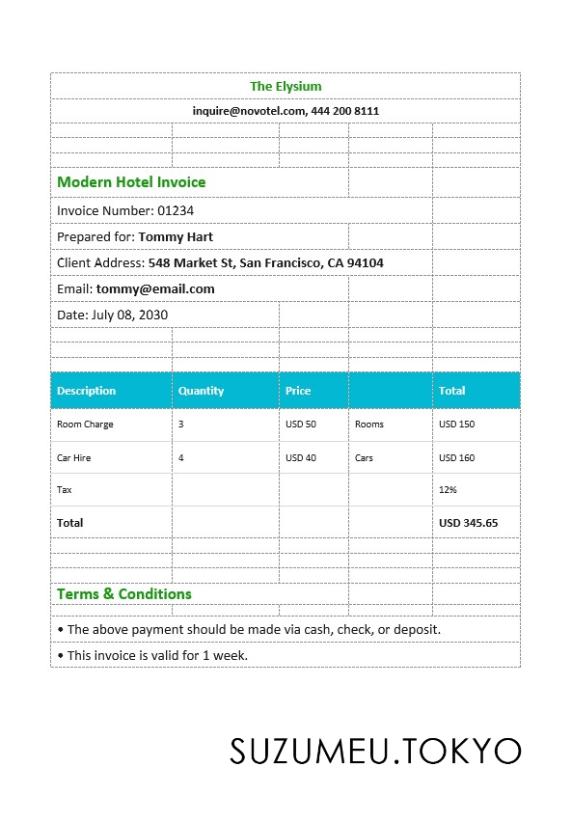 The Elysium
inquire@novotel.com, 444 200 8111
Modern Hotel Invoice
Invoice Number: 01234
Prepared for: Tommy Hart
Client Address: 548 Market St, San Francisco, CA 94104
Email: tommy@email.com
Date: July 08, 2030
Description Quantity Price Total
Room Charge 3 USD 50 Rooms USD 150
Car Hire 4 USD 40 Cars USD 160
Tax 12%
Total USD 345.65
Terms & Conditions
• The above payment should be made via cash, check, or deposit.
• This invoice is valid for 1 week.
SUZUMEU.TOKYO